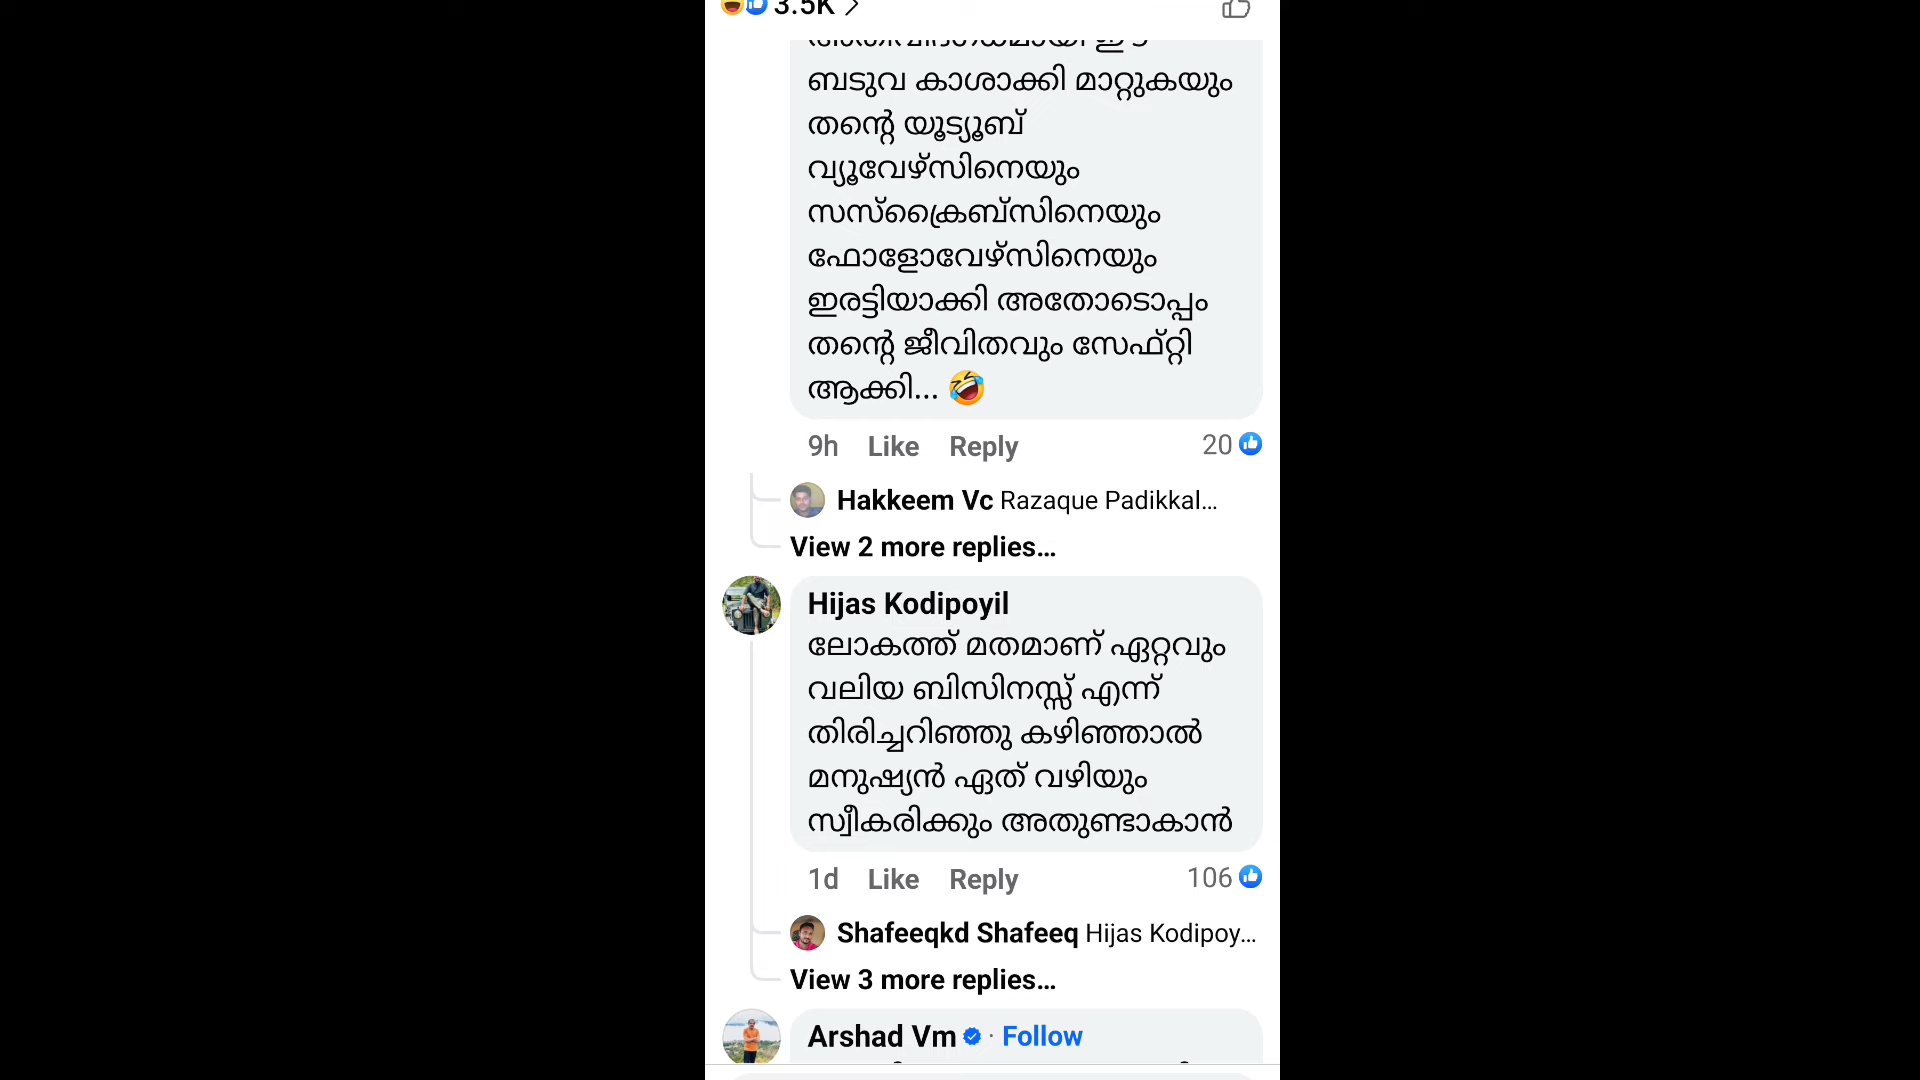 3.5K
ബടുവ കാശാക്കി മാറ്റുകയും
തന്റെ യൂട്യൂബ്
വ്യൂവേഴ്സിനെയും
സസ്ക്രൈബ്സിനെയും
ഫോളോവേഴ്സിനെയും
ഇരട്ടിയാക്കി അതോടൊപ്പം
തന്റെ ജീവിതവും സേഫ്റ്റി
ആക്കി... 🤣
9h Like Reply 20
Hakkeem Vc Razaque Padikkal...
View 2 more replies...
Hijas Kodipoyil
ലോകത്ത് മതമാണ് ഏറ്റവും
വലിയ ബിസിനസ്സ് എന്ന്
തിരിച്ചറിഞ്ഞു കഴിഞ്ഞാൽ
മനുഷ്യൻ ഏത് വഴിയും
സ്വീകരിക്കും അതുണ്ടാകാൻ
1d Like Reply 106
Shafeeqkd Shafeeq Hijas Kodipoy...
View 3 more replies...
Arshad Vm · Follow